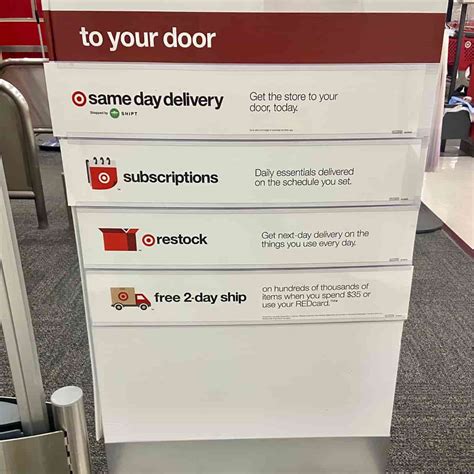 to your door
same day delivery
Shopped by SHIPT
Get the store to your
door, today.
subscriptions
Daily essentials delivered
on the schedule you set.
restock
Get next-day delivery on the
things you use every day.
free 2-day ship
on hundreds of thousands of
items when you spend $35 or
use your REDcard.